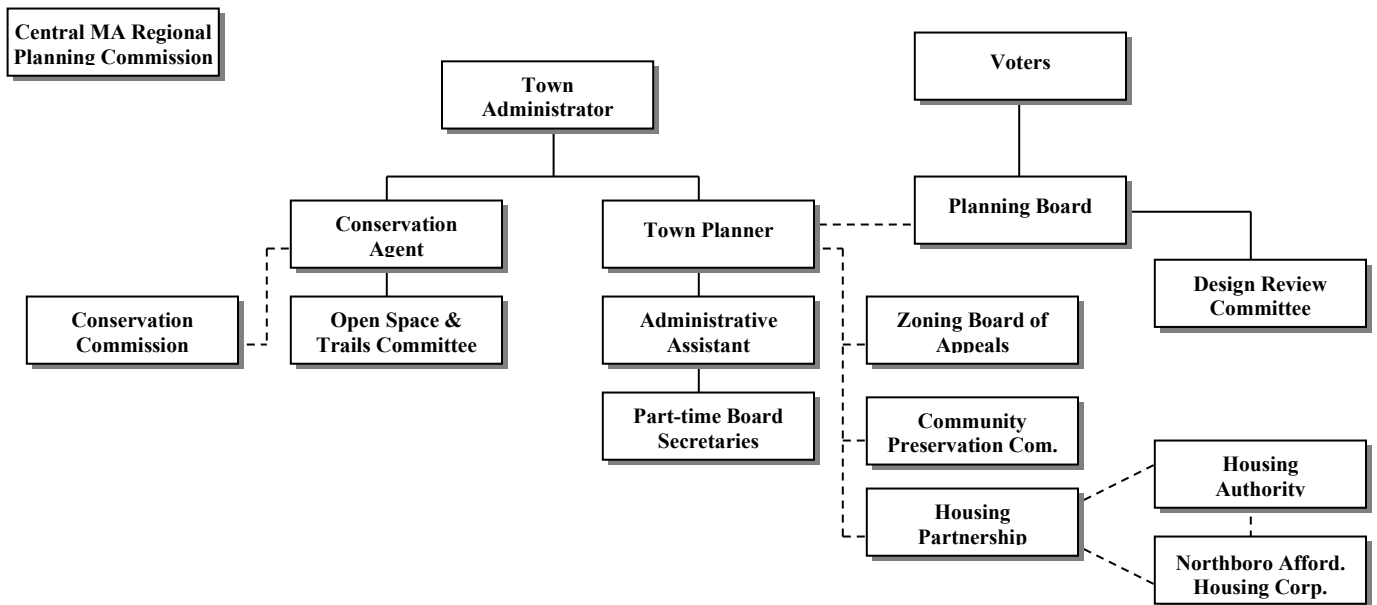 Central MA Regional
Planning Commission
Voters
Town
Administrator
Planning Board
Conservation
Agent
Town Planner
Design Review
Committee
Conservation
Commission
Open Space &
Trails Committee
Administrative
Assistant
Zoning Board of
Appeals
Part-time Board
Secretaries
Community
Preservation Com.
Housing
Authority
Housing
Partnership
Northboro Afford.
Housing Corp.